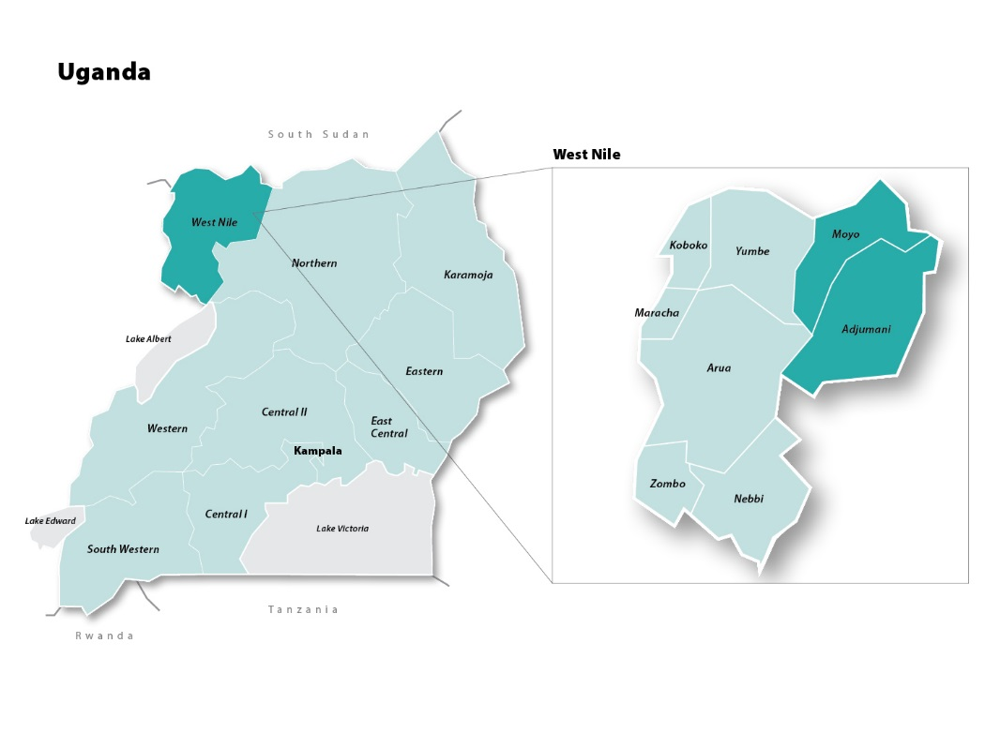 Uganda
South Sudan
West Nile
Northern
Karamoja
Lake Albert
Eastern
Central II
East
Central
Western
Kampala
Central I
Lake Edward
Lake Victoria
South Western
Tanzania
Rwanda
West Nile
Moyo
Koboko
Yumbe
Maracha
Adjumani
Arua
Zombo
Nebbi